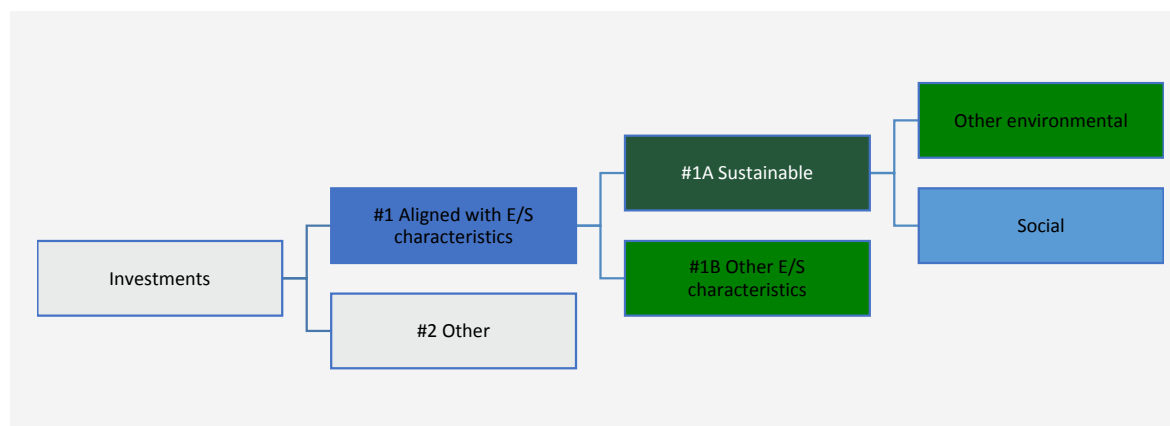 Investments
#1 Aligned with E/S
characteristics
#2 Other
#1A Sustainable
#1B Other E/S
characteristics
Other environmental
Social